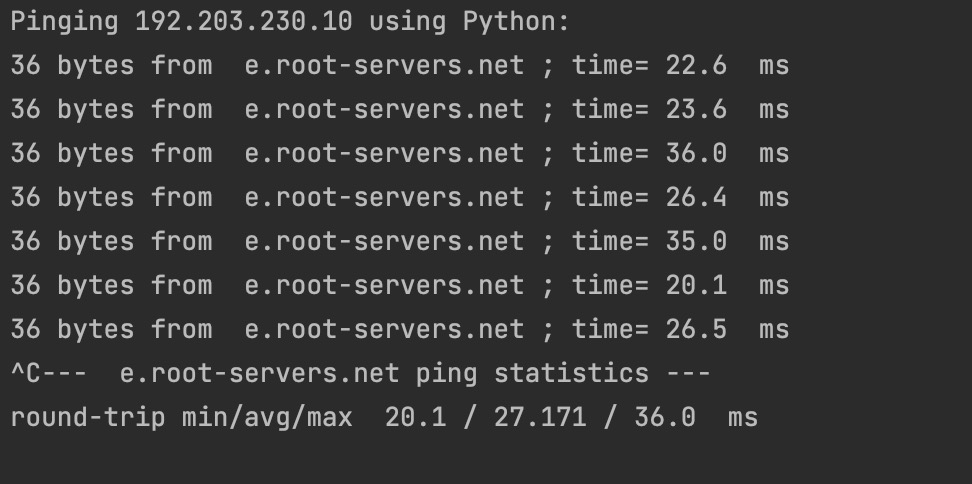 Pinging 192.203.230.10 using Python:
36 bytes from  e.root-servers.net ; time= 22.6  ms
36 bytes from  e.root-servers.net ; time= 23.6  ms
36 bytes from  e.root-servers.net ; time= 36.0  ms
36 bytes from  e.root-servers.net ; time= 26.4  ms
36 bytes from  e.root-servers.net ; time= 35.0  ms
36 bytes from  e.root-servers.net ; time= 20.1  ms
36 bytes from  e.root-servers.net ; time= 26.5  ms
^C---  e.root-servers.net ping statistics ---
round-trip min/avg/max  20.1 / 27.171 / 36.0  ms